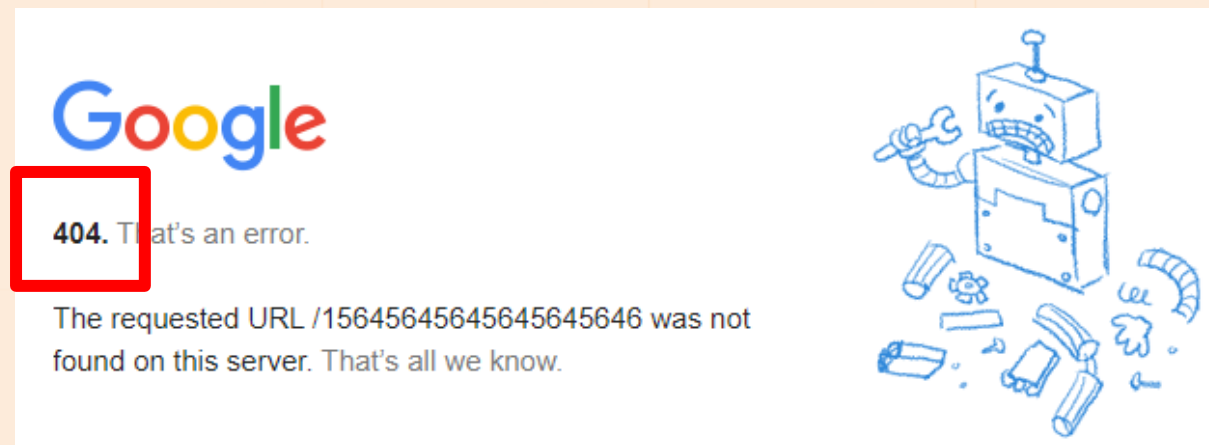 Google
404. That's an error.
The requested URL /15645645645645645646 was not
found on this server. That's all we know.